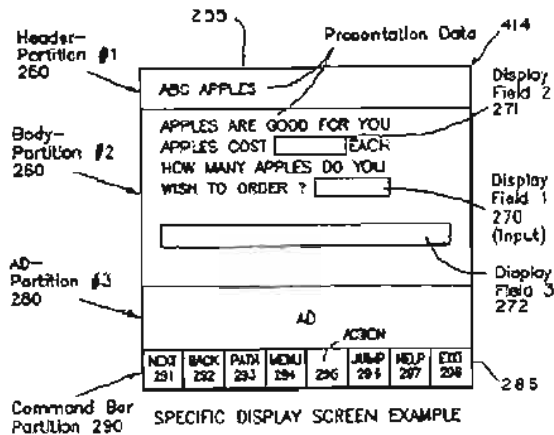 255
Header-
Partition #1
250
Presentation Data
414
ABC APPLES
Display
Field 2
271
Body-
Partition #2
260
APPLES ARE GOOD FOR YOU
APPLES COST EACH
HOW MANY APPLES DO YOU
WISH TO ORDER ?
Display
Field 1
270
(Input)
Display
Field 3
272
AD-
Partition #3
280
AD
ACTION
NEXT
291
BACK
292
PATH
293
MENU
294
JUMP
HELP
297
EXIT
298
285
Command Bar
Partition 290
SPECIFIC DISPLAY SCREEN EXAMPLE